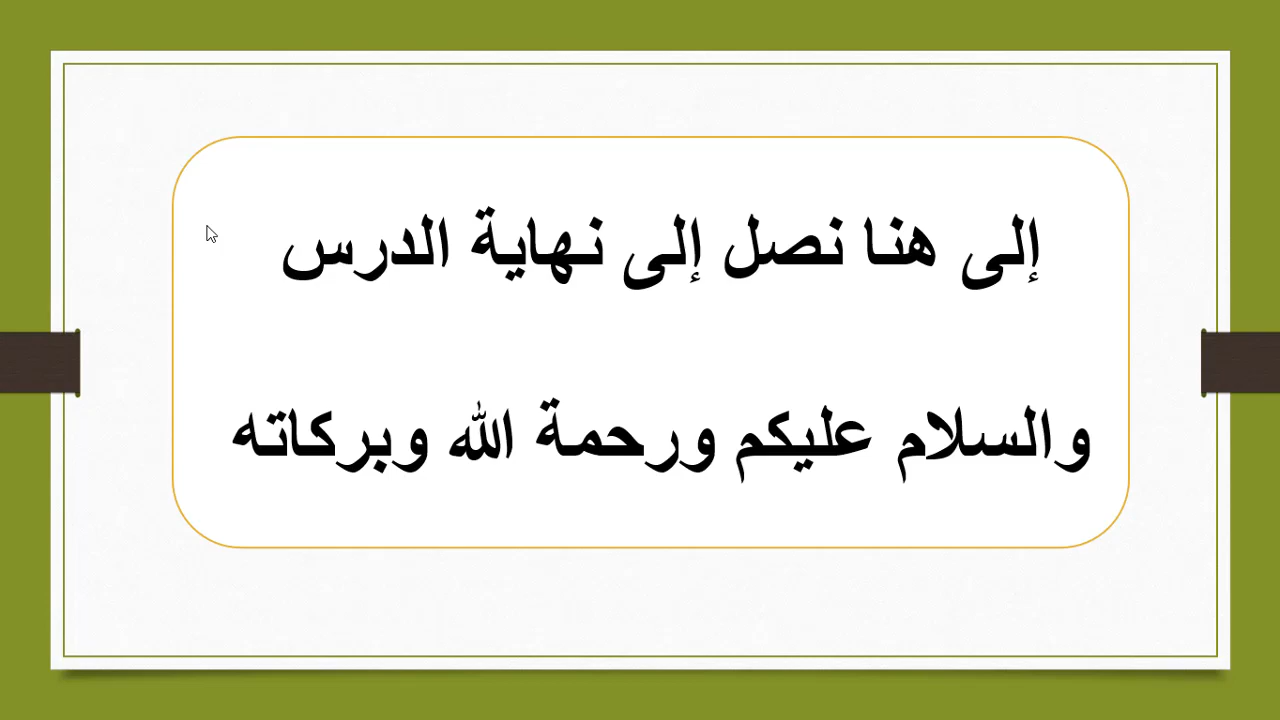 إلى هنا نصل إلى نهاية الدرس
والسلام عليكم ورحمة الله وبركاته